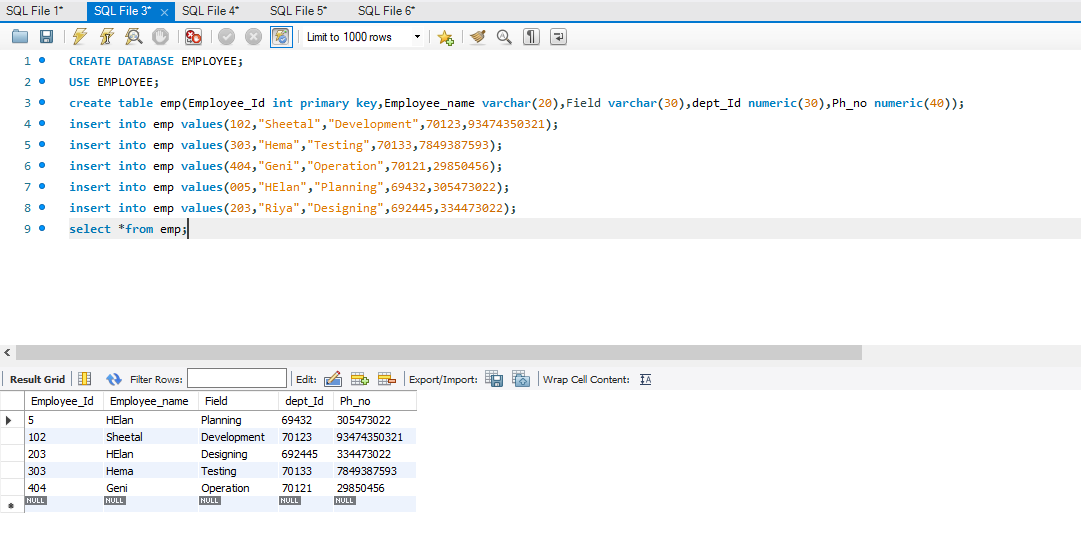 SQL File 1* SQL File 3* SQL File 4* SQL File 5* SQL File 6*
Limit to 1000 rows
1 CREATE DATABASE EMPLOYEE;
2 USE EMPLOYEE;
3 create table emp(Employee_Id int primary key,Employee_name varchar(20),Field varchar(30),dept_Id numeric(30),Ph_no numeric(40));
4 insert into emp values(102,"Sheetal","Development",70123,93474350321);
5 insert into emp values(303,"Hema","Testing",70133,7849387593);
6 insert into emp values(404,"Geni","Operation",70121,29850456);
7 insert into emp values(005,"HElan","Planning",69432,305473022);
8 insert into emp values(203,"Riya","Designing",692445,334473022);
9 select *from emp;
Result Grid Filter Rows: Edit: Export/Import: Wrap Cell Content:
Employee_Id Employee_name Field dept_Id Ph_no
5 HElan Planning 69432 305473022
102 Sheetal Development 70123 93474350321
203 HElan Designing 692445 334473022
303 Hema Testing 70133 7849387593
404 Geni Operation 70121 29850456
NULL NULL NULL NULL NULL